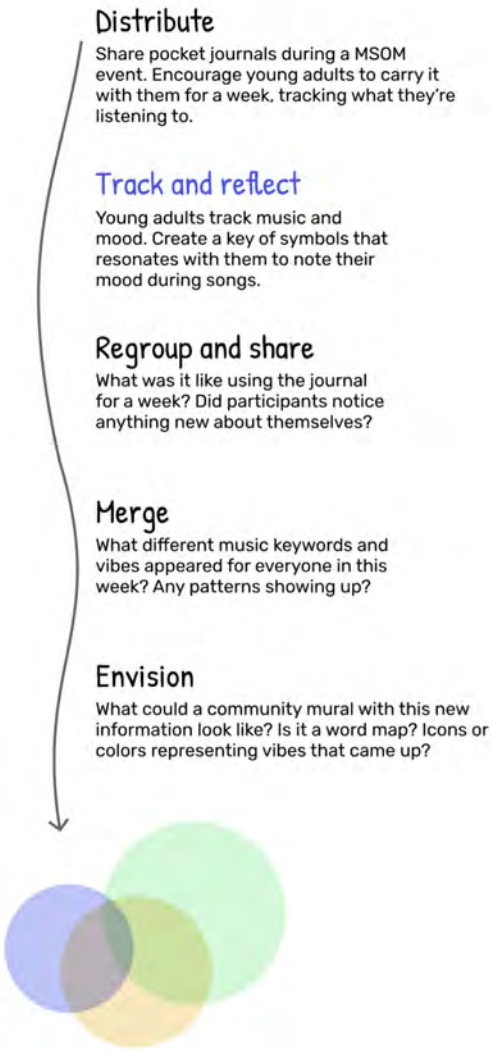 Distribute
Share pocket journals during a MSOM
event. Encourage young adults to carry it
with them for a week, tracking what they're
listening to.
Track and reflect
Young adults track music and
mood. Create a key of symbols that
resonates with them to note their
mood during songs.
Regroup and share
What was it like using the journal
for a week? Did participants notice
anything new about themselves?
Merge
What different music keywords and
vibes appeared for everyone in this
week? Any patterns showing up?
Envision
What could a community mural with this new
information look like? Is it a word map? Icons or
colors representing vibes that came up?